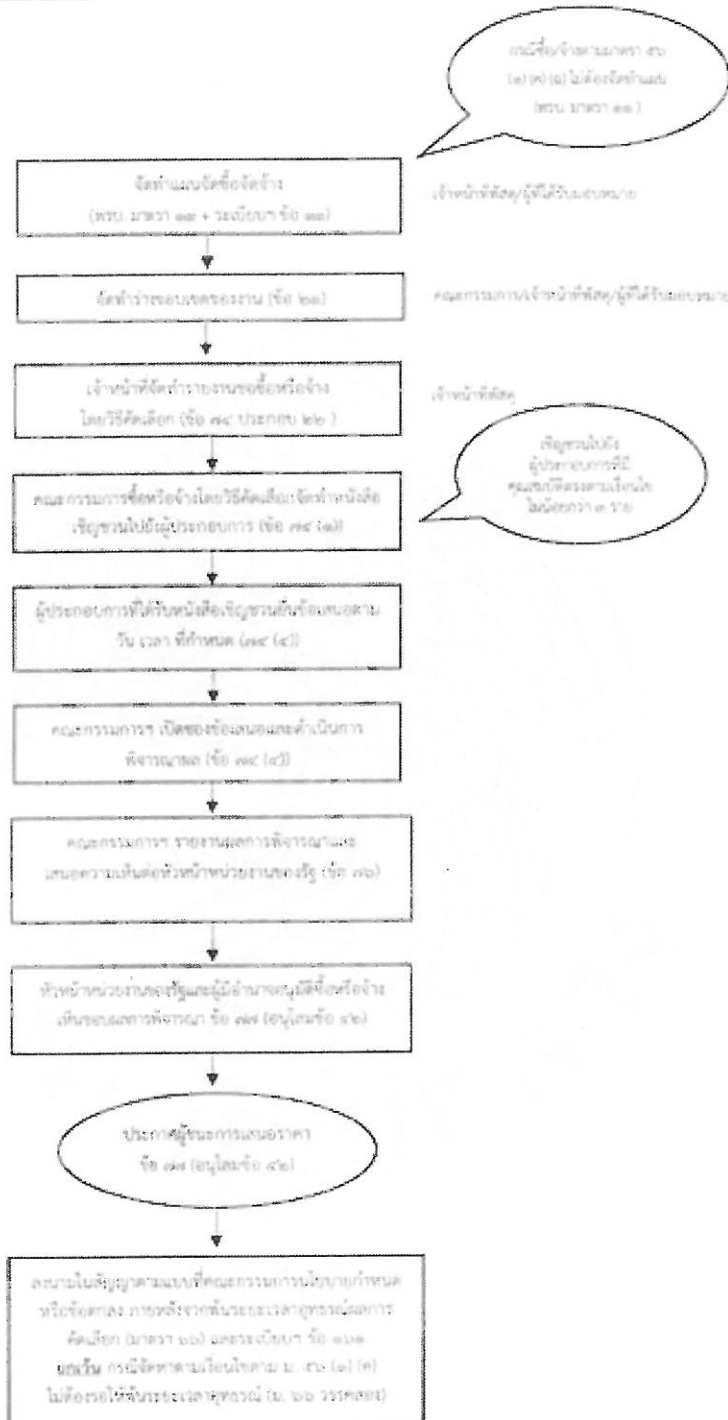 กรณีซื้อ/จ้างตามมาตรา ๕๖
(๑) (ค) (ฉ) ไม่ต้องจัดทำแผน
(พรบ. มาตรา ๑๑ )
จัดทำแผนจัดซื้อจัดจ้าง
(พรบ. มาตรา ๑๑ + ระเบียบฯ ข้อ ๑๑)
เจ้าหน้าที่พัสดุ/ผู้ที่ได้รับมอบหมาย
จัดทำร่างขอบเขตของงาน (ข้อ ๒๑)
คณะกรรมการ/เจ้าหน้าที่พัสดุ/ผู้ที่ได้รับมอบหมาย
เจ้าหน้าที่จัดทำรายงานขอซื้อหรือจ้าง
โดยวิธีคัดเลือก (ข้อ ๗๔ ประกอบ ๒๒ )
เจ้าหน้าที่พัสดุ
เชิญชวนไปยัง
ผู้ประกอบการที่มี
คุณสมบัติตรงตามเงื่อนไข
ไม่น้อยกว่า ๓ ราย
คณะกรรมการซื้อหรือจ้างโดยวิธีคัดเลือกจัดทำหนังสือ
เชิญชวนไปยังผู้ประกอบการ (ข้อ ๗๔ (๑))
ผู้ประกอบการที่ได้รับหนังสือเชิญชวนยื่นข้อเสนอตาม
วัน เวลา ที่กำหนด (๗๔ (๔))
คณะกรรมการฯ เปิดซองข้อเสนอและดำเนินการ
พิจารณาผล (ข้อ ๗๔ (๔))
คณะกรรมการฯ รายงานผลการพิจารณาและ
เสนอความเห็นต่อหัวหน้าหน่วยงานของรัฐ (ข้อ ๗๖)
หัวหน้าหน่วยงานของรัฐและผู้มีอำนาจอนุมัติซื้อหรือจ้าง
เห็นชอบผลการพิจารณา ข้อ ๗๗ (อนุโลมข้อ ๔๒)
ประกาศผู้ชนะการเสนอราคา
ข้อ ๗๗ (อนุโลมข้อ ๔๒)
ลงนามในสัญญาตามแบบที่คณะกรรมการนโยบายกำหนด
หรือข้อตกลง ภายหลังจากพ้นระยะเวลาอุทธรณ์ผลการ
คัดเลือก (มาตรา ๖๖) และระเบียบฯ ข้อ ๑๖๑
ยกเว้น กรณีจัดหาตามเงื่อนไขตาม ม. ๕๖ (๑) (ค)
ไม่ต้องรอให้พ้นระยะเวลาอุทธรณ์ (ม. ๖๖ วรรคสอง)